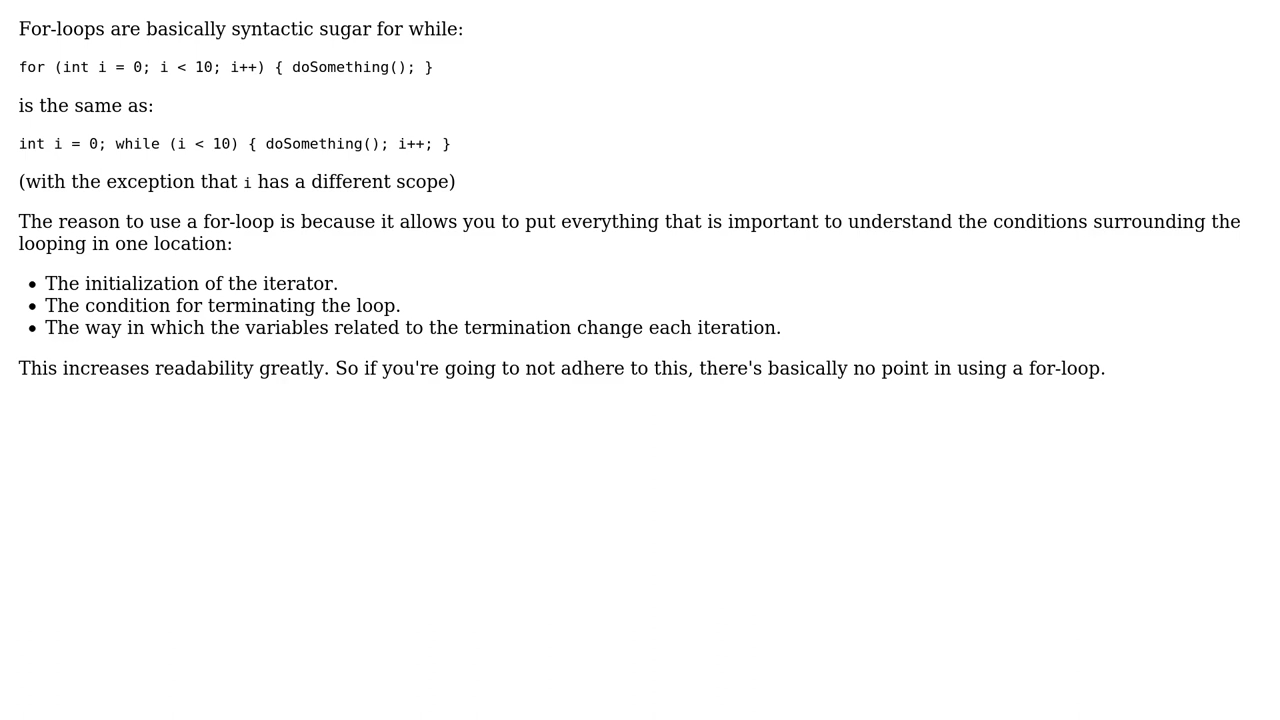 For-loops are basically syntactic sugar for while:
for (int i = 0; i < 10; i++) { doSomething(); }
is the same as:
int i = 0; while (i < 10) { doSomething(); i++; }
(with the exception that i has a different scope)
The reason to use a for-loop is because it allows you to put everything that is important to understand the conditions surrounding the
looping in one location:
• The initialization of the iterator.
• The condition for terminating the loop.
• The way in which the variables related to the termination change each iteration.
This increases readability greatly. So if you're going to not adhere to this, there's basically no point in using a for-loop.